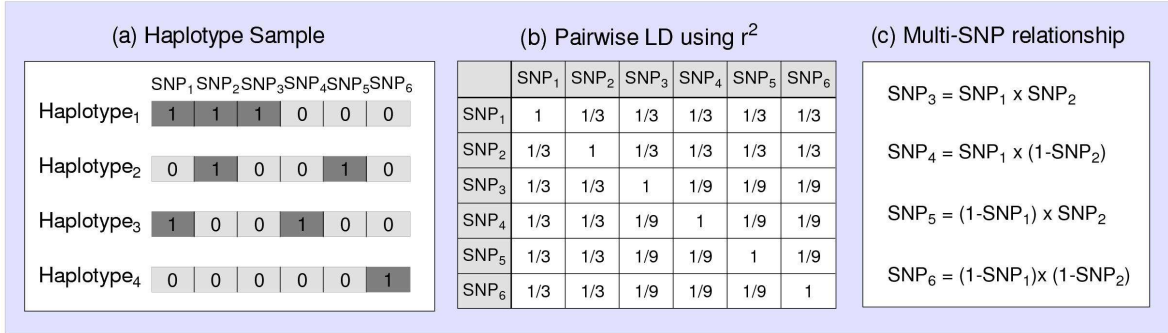 (a) Haplotype Sample
SNP₁ SNP₂ SNP₃ SNP₄ SNP₅ SNP₆
Haplotype₁ 1 1 1 0 0 0
Haplotype₂ 0 1 0 0 1 0
Haplotype₃ 1 0 0 1 0 0
Haplotype₄ 0 0 0 0 0 1
(b) Pairwise LD using r²
SNP₁ SNP₂ SNP₃ SNP₄ SNP₅ SNP₆
SNP₁ 1 1/3 1/3 1/3 1/3 1/3
SNP₂ 1/3 1 1/3 1/3 1/3 1/3
SNP₃ 1/3 1/3 1 1/9 1/9 1/9
SNP₄ 1/3 1/3 1/9 1 1/9 1/9
SNP₅ 1/3 1/3 1/9 1/9 1 1/9
SNP₆ 1/3 1/3 1/9 1/9 1/9 1
(c) Multi-SNP relationship
SNP₃ = SNP₁ x SNP₂
SNP₄ = SNP₁ x (1-SNP₂)
SNP₅ = (1-SNP₁) x SNP₂
SNP₆ = (1-SNP₁)x (1-SNP₂)